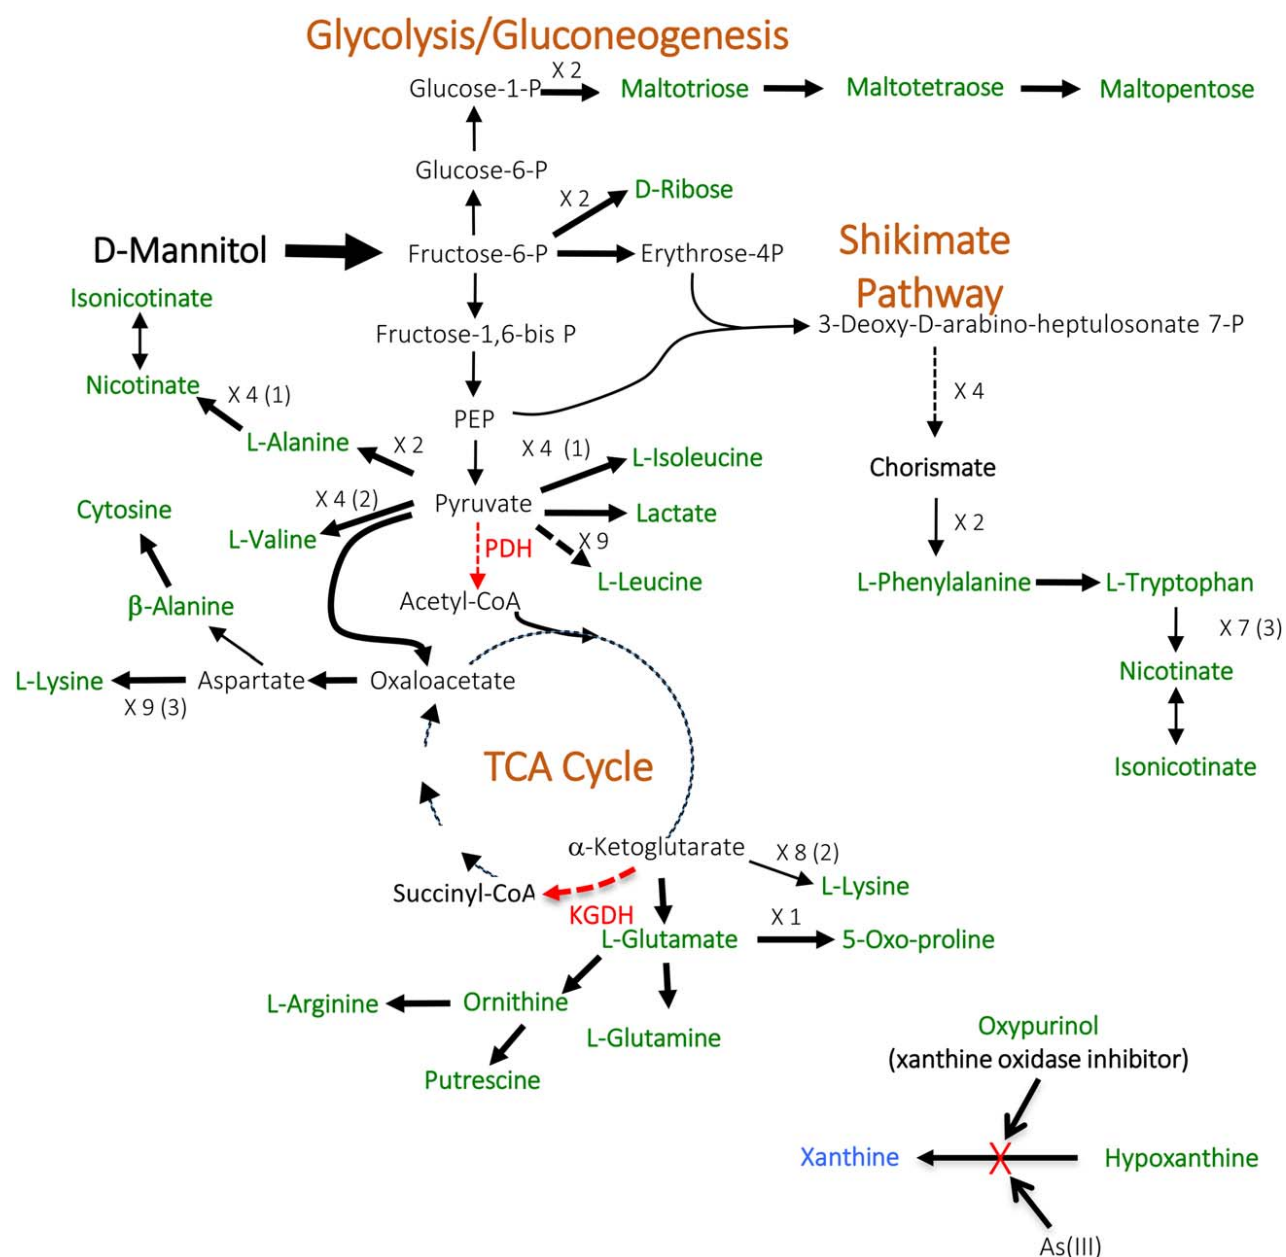 Glycolysis/Gluconeogenesis
X 2
Glucose-1-P
Maltotriose
Maltotetraose
Maltopentose
Glucose-6-P
X 2
D-Ribose
D-Mannitol
Fructose-6-P
Erythrose-4P
Shikimate
Pathway
Isonicotinate
Fructose-1,6-bis P
3-Deoxy-D-arabino-heptulosonate 7-P
Nicotinate
X 4 (1)
X 4
PEP
L-Alanine
X 2
X 4 (1)
L-Isoleucine
Chorismate
Cytosine
X 4 (2)
Pyruvate
Lactate
X 2
L-Valine
PDH
X 9
L-Leucine
L-Phenylalanine
L-Tryptophan
β-Alanine
Acetyl-CoA
X 7 (3)
L-Lysine
Aspartate
Oxaloacetate
Nicotinate
X 9 (3)
TCA Cycle
Isonicotinate
α-Ketoglutarate
X 8 (2)
Succinyl-CoA
L-Lysine
KGDH
X 1
L-Glutamate
5-Oxo-proline
L-Arginine
Ornithine
L-Glutamine
Oxypurinol
(xanthine oxidase inhibitor)
Putrescine
Xanthine
X
Hypoxanthine
As(III)